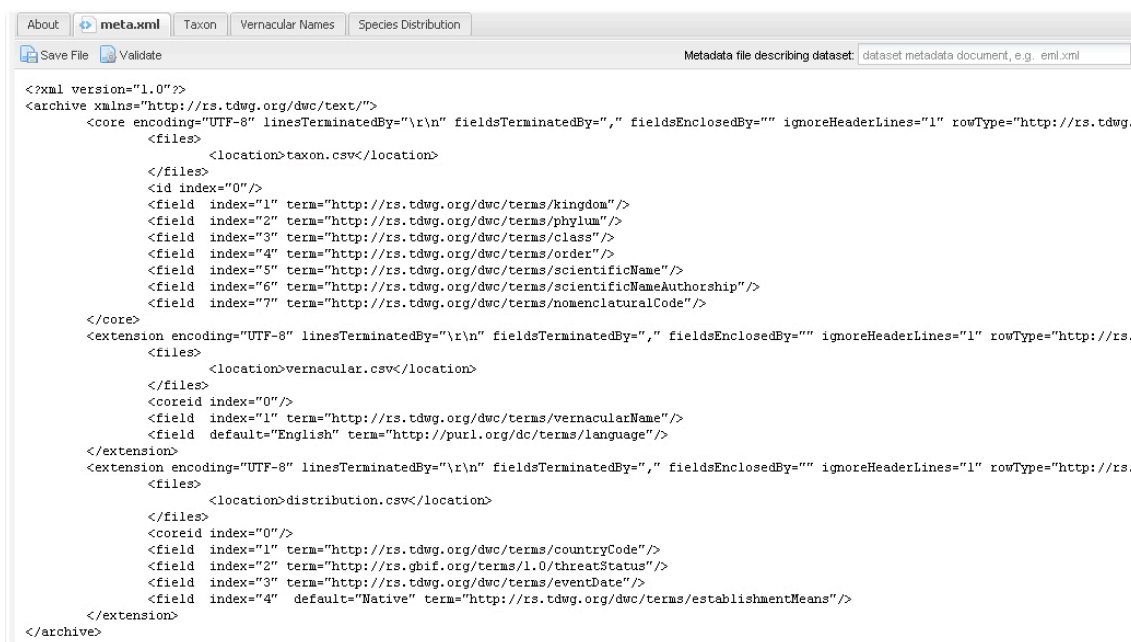 About meta.xml Taxon Vernacular Names Species Distribution
Save File Validate Metadata file describing dataset: dataset metadata document, e.g. eml.xml
<?xml version="1.0"?>
<archive xmlns="http://rs.tdwg.org/dwc/text/">
<core encoding="UTF-8" linesTerminatedBy="\r\n" fieldsTerminatedBy="," fieldsEnclosedBy="" ignoreHeaderLines="1" rowType="http://rs.tdwg.
<files>
<location>taxon.csv</location>
</files>
<id index="0"/>
<field index="1" term="http://rs.tdwg.org/dwc/terms/kingdom"/>
<field index="2" term="http://rs.tdwg.org/dwc/terms/phylum"/>
<field index="3" term="http://rs.tdwg.org/dwc/terms/class"/>
<field index="4" term="http://rs.tdwg.org/dwc/terms/order"/>
<field index="5" term="http://rs.tdwg.org/dwc/terms/scientificName"/>
<field index="6" term="http://rs.tdwg.org/dwc/terms/scientificNameAuthorship"/>
<field index="7" term="http://rs.tdwg.org/dwc/terms/nomenclaturalCode"/>
</core>
<extension encoding="UTF-8" linesTerminatedBy="\r\n" fieldsTerminatedBy="," fieldsEnclosedBy="" ignoreHeaderLines="1" rowType="http://rs.
<files>
<location>vernacular.csv</location>
</files>
<coreid index="0"/>
<field index="1" term="http://rs.tdwg.org/dwc/terms/vernacularName"/>
<field default="English" term="http://purl.org/dc/terms/language"/>
</extension>
<extension encoding="UTF-8" linesTerminatedBy="\r\n" fieldsTerminatedBy="," fieldsEnclosedBy="" ignoreHeaderLines="1" rowType="http://rs.
<files>
<location>distribution.csv</location>
</files>
<coreid index="0"/>
<field index="1" term="http://rs.tdwg.org/dwc/terms/countryCode"/>
<field index="2" term="http://rs.gbif.org/terms/1.0/threatStatus"/>
<field index="3" term="http://rs.tdwg.org/dwc/terms/eventDate"/>
<field index="4" default="Native" term="http://rs.tdwg.org/dwc/terms/establishmentMeans"/>
</extension>
</archive>